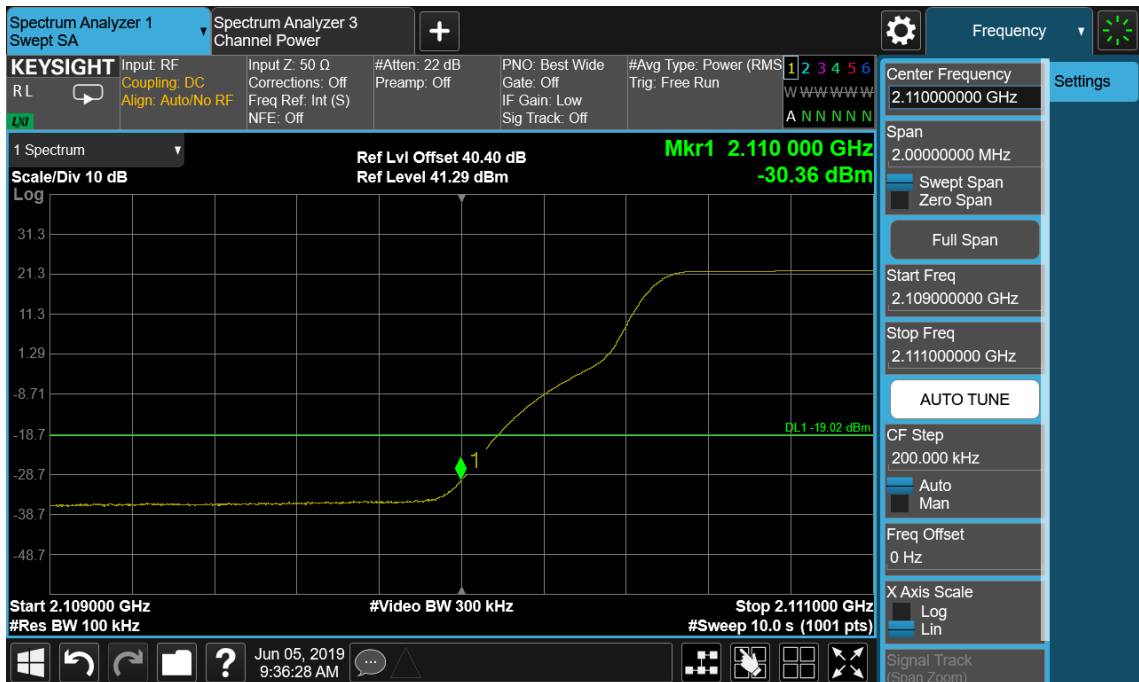 Spectrum Analyzer 1
Swept SA
Spectrum Analyzer 3
Channel Power
Frequency
KEYSIGHT
R L
LXI
Input: RF
Coupling: DC
Align: Auto/No RF
Input Z: 50 Ω
Corrections: Off
Freq Ref: Int (S)
NFE: Off
#Atten: 22 dB
Preamp: Off
PNO: Best Wide
Gate: Off
IF Gain: Low
Sig Track: Off
#Avg Type: Power (RMS
Trig: Free Run
1 2 3 4 5 6
W W W W W W
A N N N N N
1 Spectrum
Scale/Div 10 dB
Ref Lvl Offset 40.40 dB
Ref Level 41.29 dBm
Mkr1 2.110 000 GHz
-30.36 dBm
Log
31.3
21.3
11.3
1.29
-8.71
-18.7
-28.7
-38.7
-48.7
DL1 -19.02 dBm
1
Start 2.109000 GHz
#Res BW 100 kHz
#Video BW 300 kHz
Stop 2.111000 GHz
#Sweep 10.0 s (1001 pts)
Jun 05, 2019
9:36:28 AM
Center Frequency
2.110000000 GHz
Span
2.00000000 MHz
Swept Span
Zero Span
Full Span
Start Freq
2.109000000 GHz
Stop Freq
2.111000000 GHz
AUTO TUNE
CF Step
200.000 kHz
Auto
Man
Freq Offset
0 Hz
X Axis Scale
Log
Lin
Signal Track
(Span Zoom)
Settings